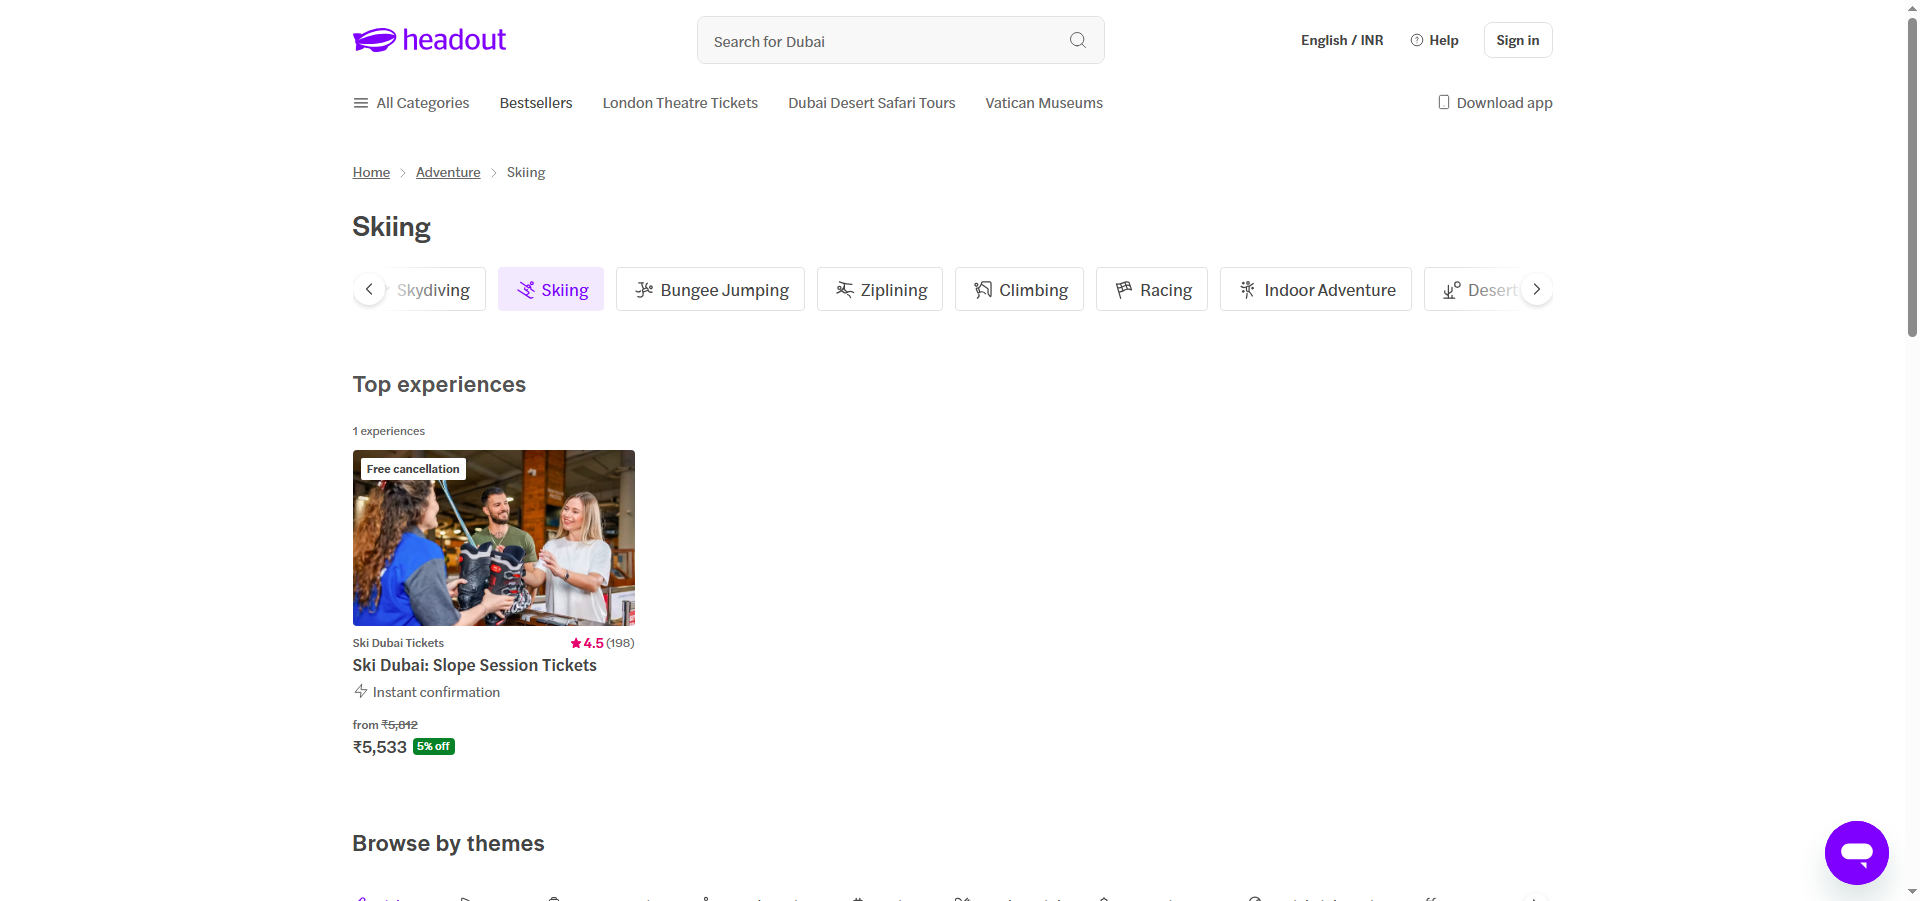 headout
Search for Dubai
English / INR
Help
Sign in
All Categories
Bestsellers
London Theatre Tickets
Dubai Desert Safari Tours
Vatican Museums
Download app
Home
Adventure
Skiing
Skiing
Skydiving
Skiing
Bungee Jumping
Ziplining
Climbing
Racing
Indoor Adventure
Desert
Top experiences
1 experiences
Free cancellation
Ski Dubai Tickets
4.5 (198)
Ski Dubai: Slope Session Tickets
Instant confirmation
from ₹5,812
₹5,533 5% off
Browse by themes